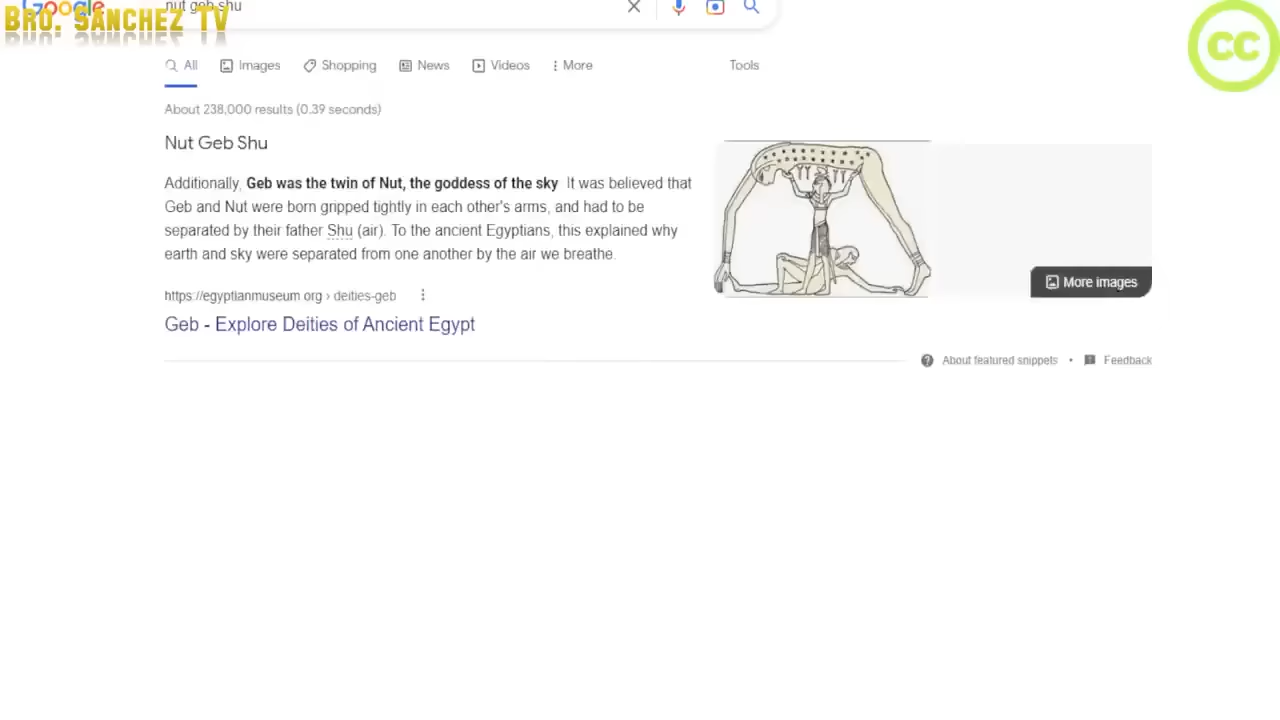 Google
BRO. SANCHEZ TV
nut geb shu
CC
All Images Shopping News Videos More Tools
About 238,000 results (0.39 seconds)
Nut Geb Shu
Additionally, Geb was the twin of Nut, the goddess of the sky It was believed that
Geb and Nut were born gripped tightly in each other's arms, and had to be
separated by their father Shu (air). To the ancient Egyptians, this explained why
earth and sky were separated from one another by the air we breathe.
More images
https://egyptianmuseum org › deities-geb
Geb - Explore Deities of Ancient Egypt
About featured snippets • Feedback